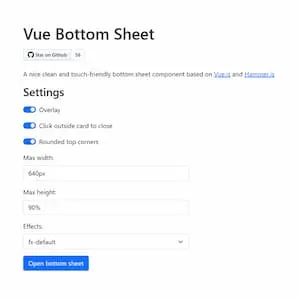 Vue Bottom Sheet
Star on Github 56
A nice clean and touch-friendly bottom sheet component based on Vue.js and Hammer.js
Settings
Overlay
Click outside card to close
Rounded top corners
Max width:
640px
Max height:
90%
Effects:
fx-default
Open bottom sheet